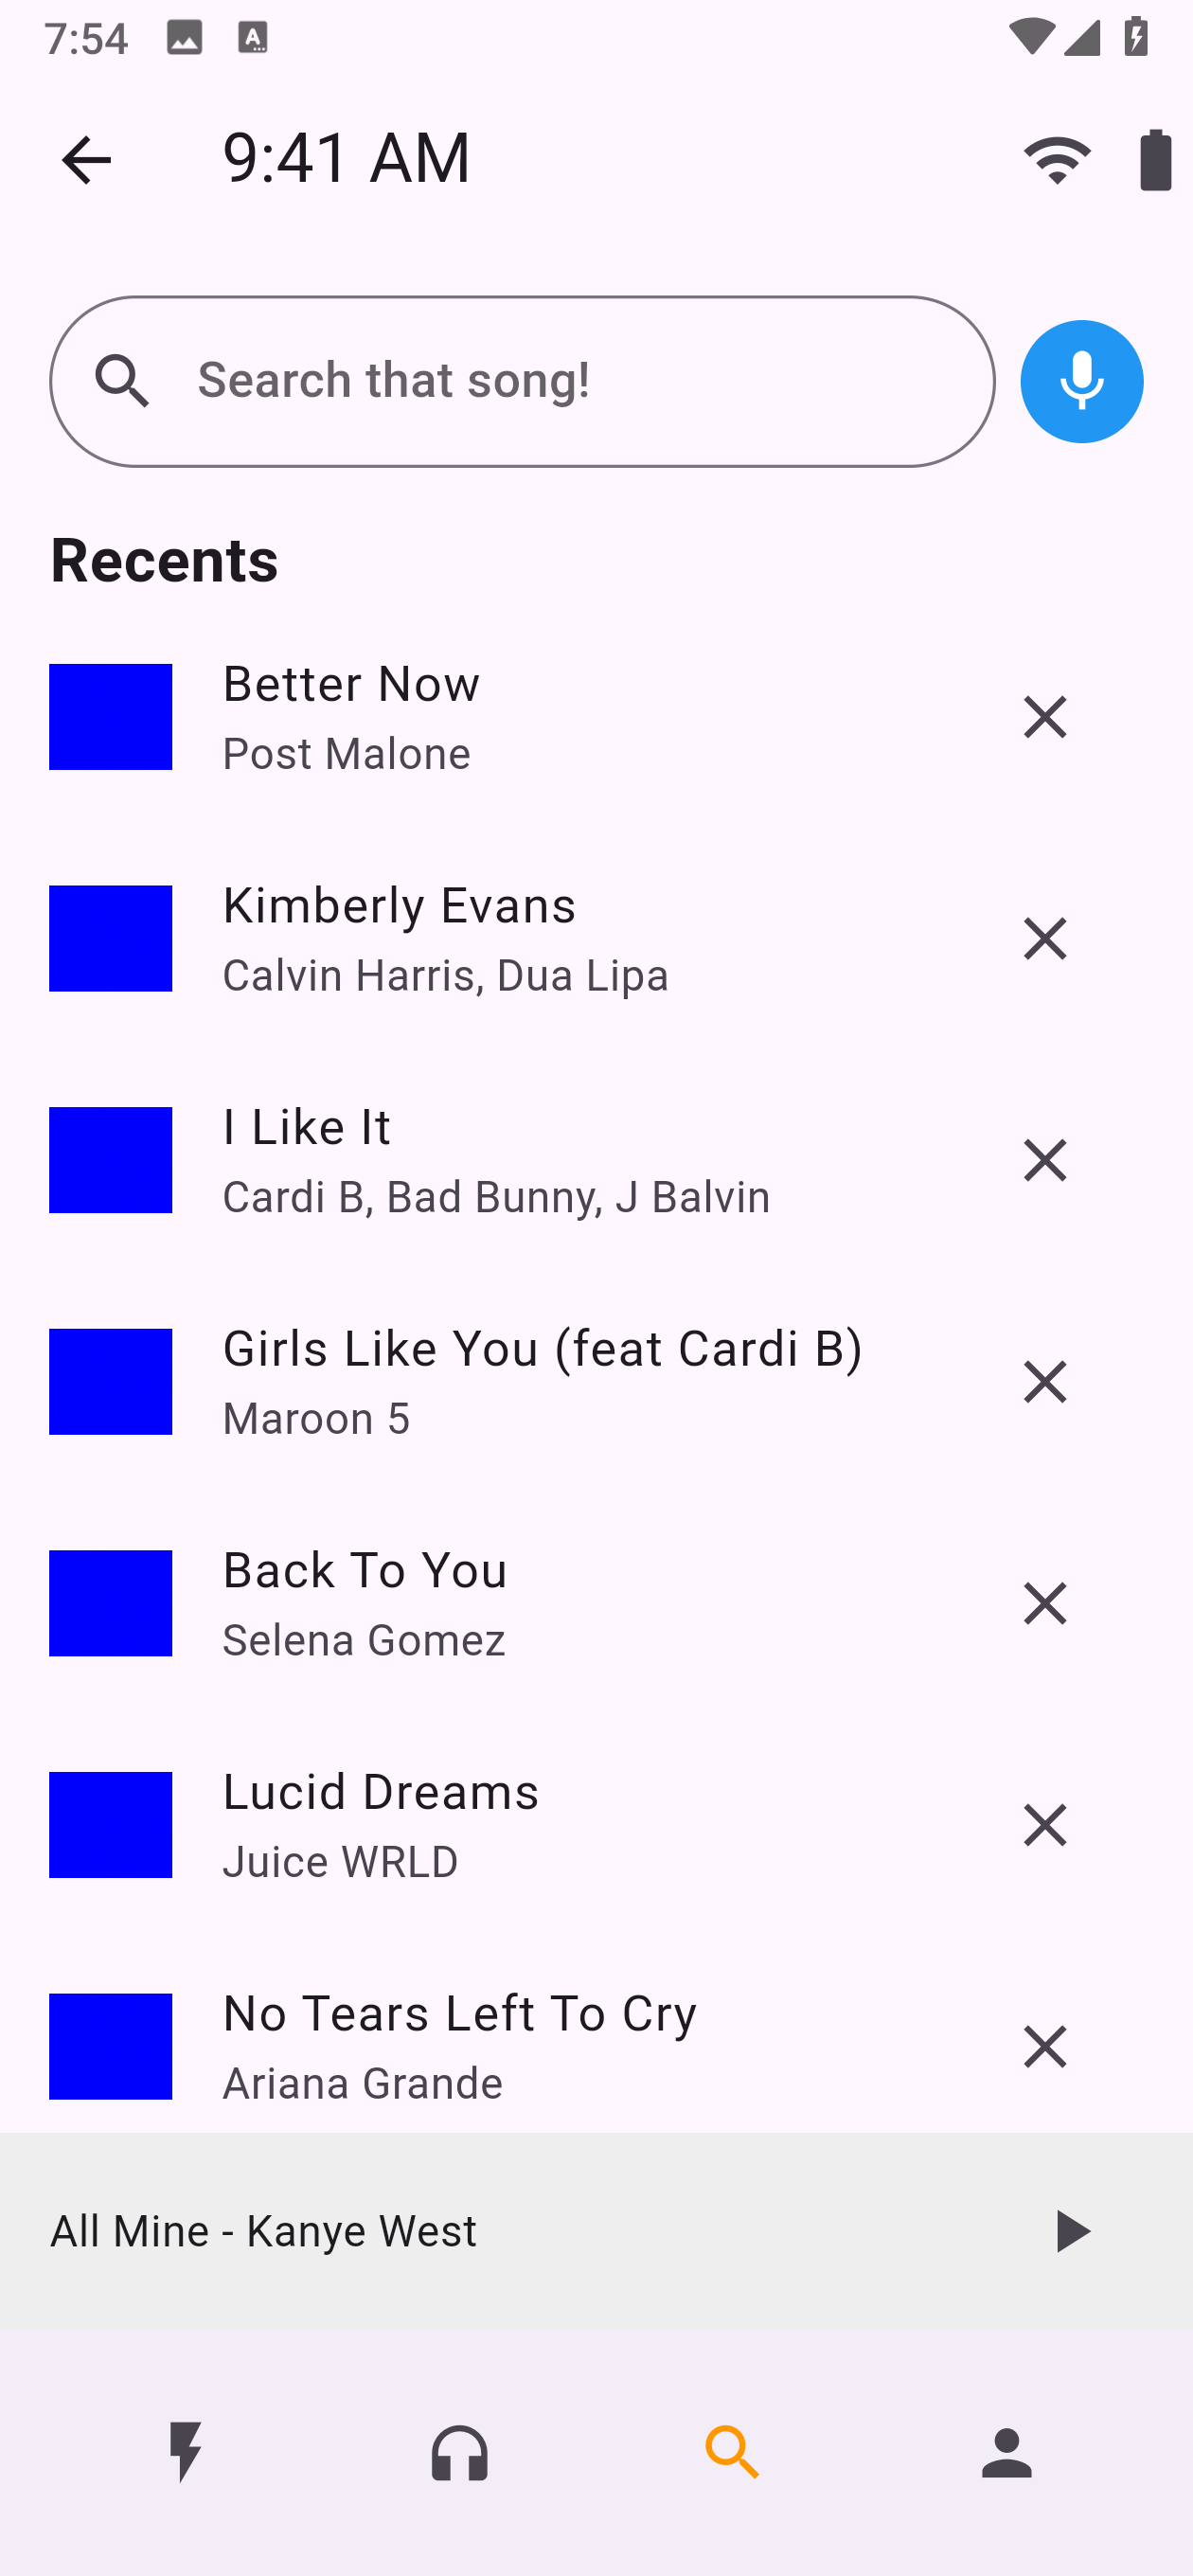 7:54
9:41 AM
Search that song!
Recents
Better Now
Post Malone
Kimberly Evans
Calvin Harris, Dua Lipa
I Like It
Cardi B, Bad Bunny, J Balvin
Girls Like You (feat Cardi B)
Maroon 5
Back To You
Selena Gomez
Lucid Dreams
Juice WRLD
No Tears Left To Cry
Ariana Grande
All Mine - Kanye West